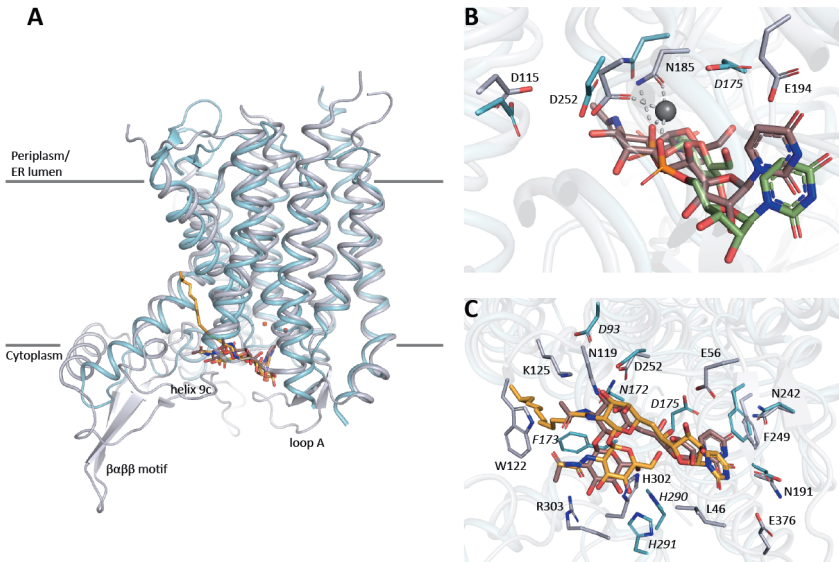 A
Periplasm/
ER lumen
Cytoplasm
helix 9c
loop A
βαββ motif
B
D115
D252
N185
D175
E194
C
D93
N119
D252
E56
K125
N172
D175
N242
F173
F249
W122
H302
N191
R303
H290
L46
E376
H291